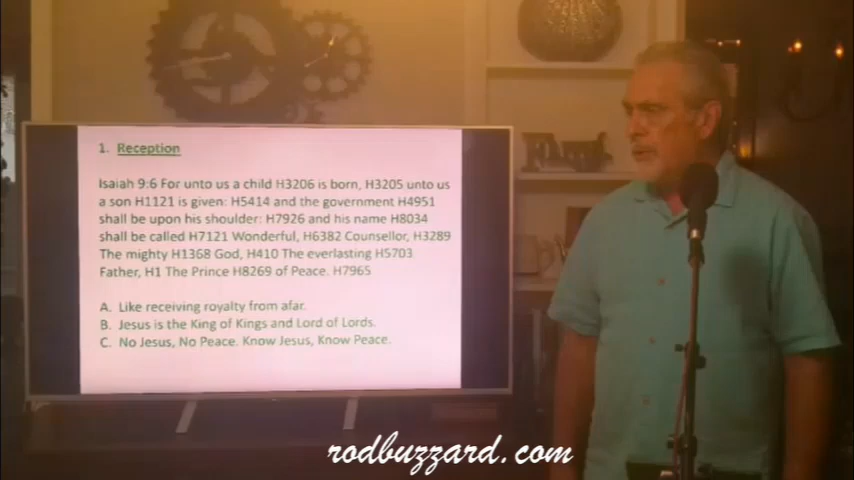 1. Reception
Isaiah 9:6 For unto us a child H3206 is born, H3205 unto us
a son H1121 is given: H5414 and the government H4951
shall be upon his shoulder: H7926 and his name H8034
shall be called H7121 Wonderful, H6382 Counsellor, H3289
The mighty H1368 God, H410 The everlasting H5703
Father, H1 The Prince H8269 of Peace. H7965
A. Like receiving royalty from afar.
B. Jesus is the King of Kings and Lord of Lords.
C. No Jesus, No Peace. Know Jesus, Know Peace.
Family
rodbuzzard.com